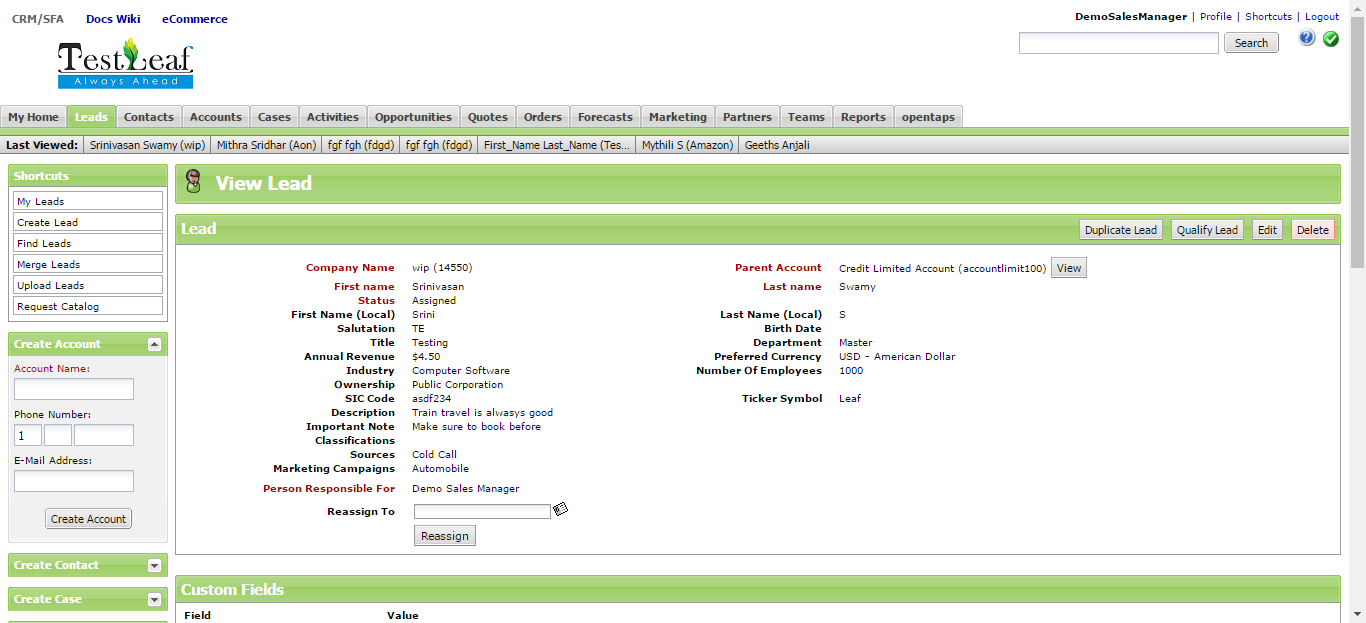 CRM/SFA Docs Wiki eCommerce
DemoSalesManager | Profile | Shortcuts | Logout
TestLeaf
Always Ahead
Search
?
My Home Leads Contacts Accounts Cases Activities Opportunities Quotes Orders Forecasts Marketing Partners Teams Reports opentaps
Last Viewed: Srinivasan Swamy (wip) Mithra Sridhar (Aon) fgf fgh (fdgd) fgf fgh (fdgd) First_Name Last_Name (Tes... Mythili S (Amazon) Geeths Anjali
Shortcuts
My Leads
Create Lead
Find Leads
Merge Leads
Upload Leads
Request Catalog
Create Account
Account Name:
Phone Number:
1
E-Mail Address:
Create Account
Create Contact
Create Case
View Lead
Lead
Duplicate Lead Qualify Lead Edit Delete
Company Name wip (14550) Parent Account Credit Limited Account (accountlimit100) View
First name Srinivasan Last name Swamy
Status Assigned
First Name (Local) Srini Last Name (Local) S
Salutation TE Birth Date
Title Testing Department Master
Annual Revenue $4.50 Preferred Currency USD - American Dollar
Industry Computer Software Number Of Employees 1000
Ownership Public Corporation
SIC Code asdf234 Ticker Symbol Leaf
Description Train travel is alwasys good
Important Note Make sure to book before
Classifications
Sources Cold Call
Marketing Campaigns Automobile
Person Responsible For Demo Sales Manager
Reassign To
Reassign
Custom Fields
Field Value